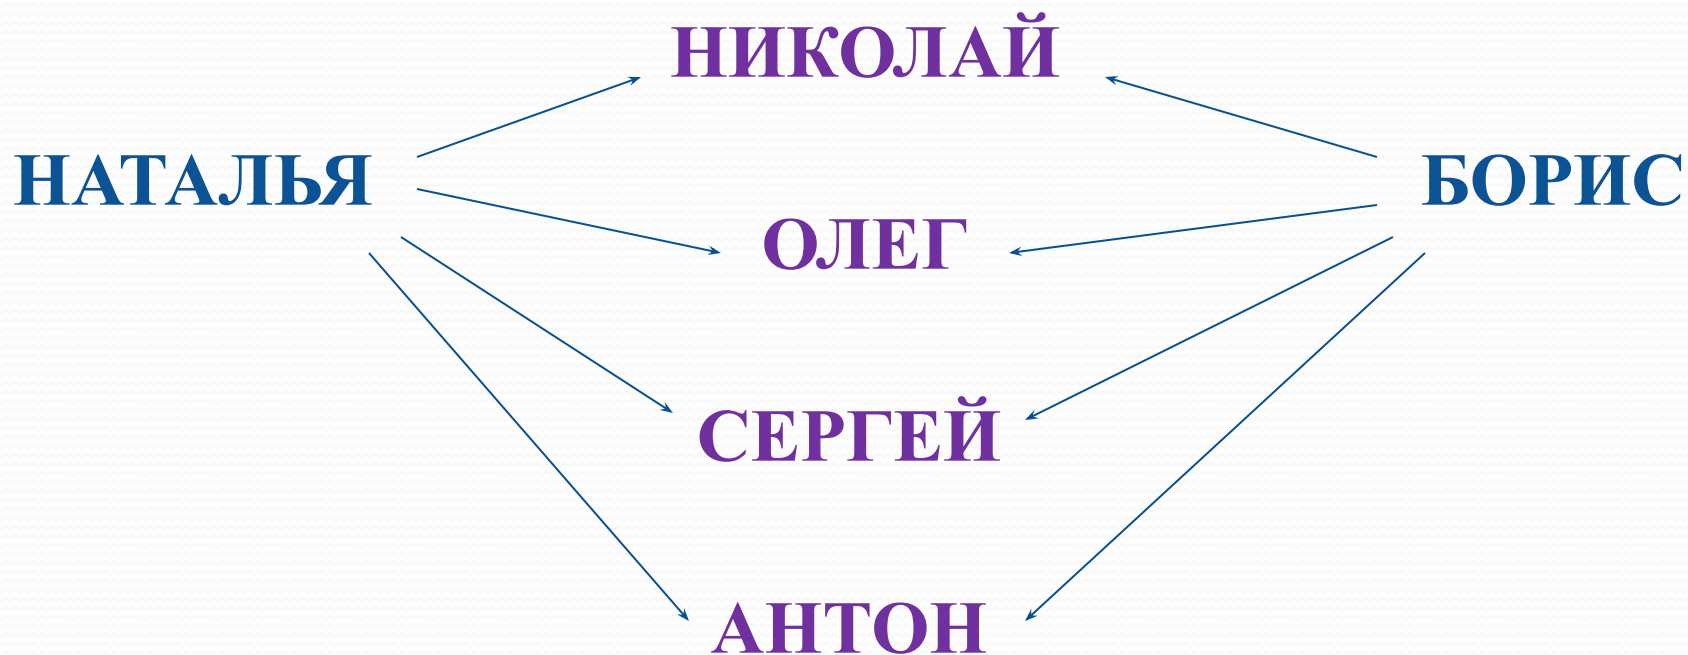 НИКОЛАЙ
НАТАЛЬЯ
БОРИС
ОЛЕГ
СЕРГЕЙ
АНТОН